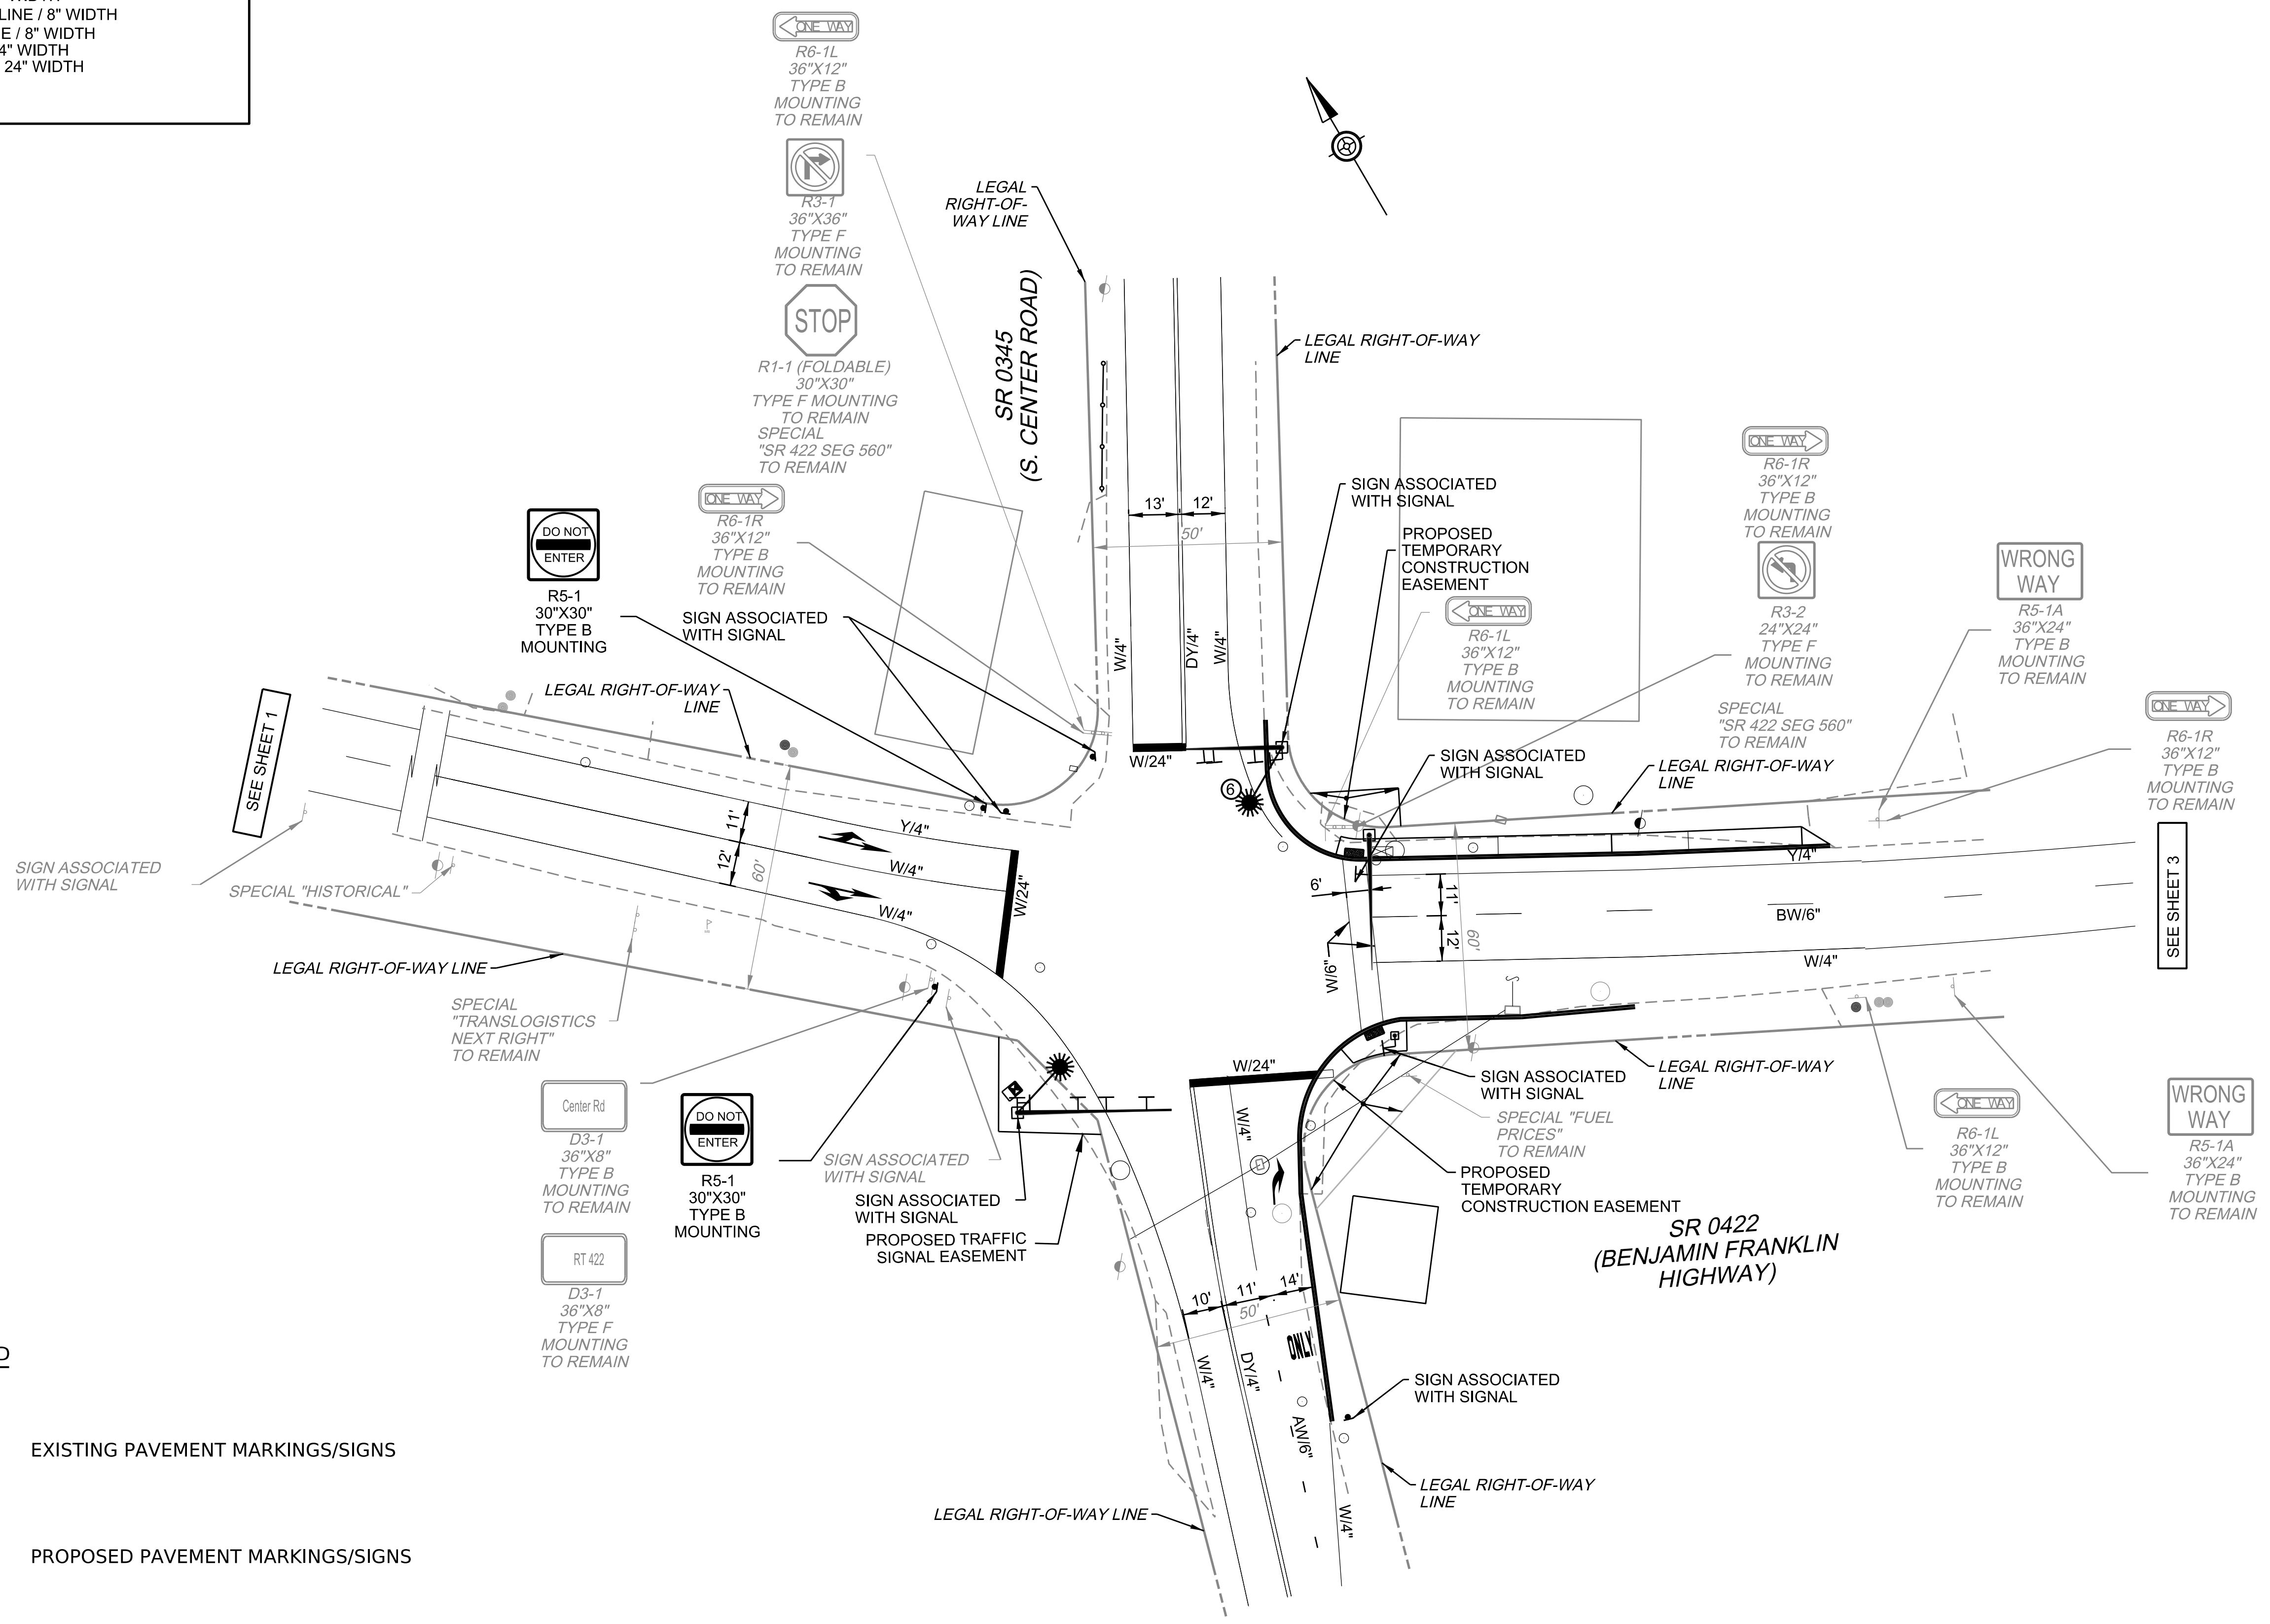 LINE / 8" WIDTH
E / 8" WIDTH
4" WIDTH
24" WIDTH
ONE WAY
R6-1L
36"X12"
TYPE B
MOUNTING
TO REMAIN
R3-1
36"X36"
TYPE F
MOUNTING
TO REMAIN
STOP
R1-1 (FOLDABLE)
30"X30"
TYPE F MOUNTING
TO REMAIN
SPECIAL
"SR 422 SEG 560"
TO REMAIN
LEGAL
RIGHT-OF-
WAY LINE
SR 0345
(S. CENTER ROAD)
LEGAL RIGHT-OF-WAY
LINE
ONE WAY
R6-1R
36"X12"
TYPE B
MOUNTING
TO REMAIN
DO NOT
ENTER
R5-1
30"X30"
TYPE B
MOUNTING
SIGN ASSOCIATED
WITH SIGNAL
LEGAL RIGHT-OF-WAY
LINE
13'
12'
50'
W/4"
DY/4"
W/4"
W/24"
SIGN ASSOCIATED
WITH SIGNAL
PROPOSED
TEMPORARY
CONSTRUCTION
EASEMENT
ONE WAY
R6-1L
36"X12"
TYPE B
MOUNTING
TO REMAIN
ONE WAY
R6-1R
36"X12"
TYPE B
MOUNTING
TO REMAIN
R3-2
24"X24"
TYPE F
MOUNTING
TO REMAIN
SPECIAL
"SR 422 SEG 560"
TO REMAIN
WRONG
WAY
R5-1A
36"X24"
TYPE B
MOUNTING
TO REMAIN
ONE WAY
R6-1R
36"X12"
TYPE B
MOUNTING
TO REMAIN
SIGN ASSOCIATED
WITH SIGNAL
LEGAL RIGHT-OF-WAY
LINE
6
SEE SHEET 1
SIGN ASSOCIATED
WITH SIGNAL
SPECIAL "HISTORICAL"
11'
12'
60'
Y/4"
W/4"
W/4"
W/24"
6'
11'
12'
60'
W/6"
Y/4"
BW/6"
W/4"
SEE SHEET 3
LEGAL RIGHT-OF-WAY LINE
SPECIAL
"TRANSLOGISTICS
NEXT RIGHT"
TO REMAIN
Center Rd
D3-1
36"X8"
TYPE B
MOUNTING
TO REMAIN
RT 422
D3-1
36"X8"
TYPE F
MOUNTING
TO REMAIN
DO NOT
ENTER
R5-1
30"X30"
TYPE B
MOUNTING
SIGN ASSOCIATED
WITH SIGNAL
SIGN ASSOCIATED
WITH SIGNAL
PROPOSED TRAFFIC
SIGNAL EASEMENT
W/24"
W/4"
SIGN ASSOCIATED
WITH SIGNAL
SPECIAL "FUEL
PRICES"
TO REMAIN
PROPOSED
TEMPORARY
CONSTRUCTION EASEMENT
LEGAL RIGHT-OF-WAY
LINE
ONE WAY
R6-1L
36"X12"
TYPE B
MOUNTING
TO REMAIN
WRONG
WAY
R5-1A
36"X24"
TYPE B
MOUNTING
TO REMAIN
SR 0422
(BENJAMIN FRANKLIN
HIGHWAY)
10'
11'
14'
50'
ONLY
W/4"
DY/4"
AW/6"
W/4"
SIGN ASSOCIATED
WITH SIGNAL
LEGAL RIGHT-OF-WAY
LINE
LEGAL RIGHT-OF-WAY LINE
D
EXISTING PAVEMENT MARKINGS/SIGNS
PROPOSED PAVEMENT MARKINGS/SIGNS